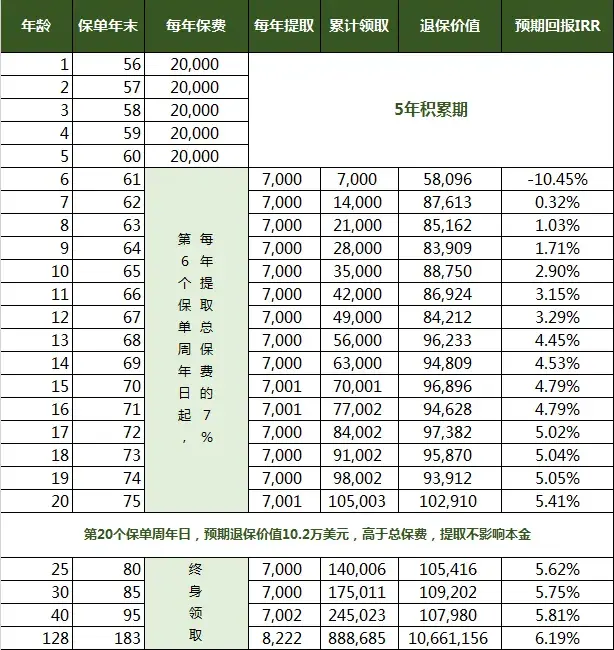 年龄 保单年末 每年保费 每年提取 累计领取 退保价值 预期回报IRR
1 56 20,000
2 57 20,000
3 58 20,000
4 59 20,000
5 60 20,000
5年积累期
6 61 7,000 7,000 58,096 -10.45%
7 62 7,000 14,000 87,613 0.32%
8 63 7,000 21,000 85,162 1.03%
9 64 7,000 28,000 83,909 1.71%
10 65 7,000 35,000 88,750 2.90%
11 66 7,000 42,000 86,924 3.15%
12 67 7,000 49,000 84,212 3.29%
13 68 7,000 56,000 96,233 4.45%
14 69 7,000 63,000 94,809 4.53%
15 70 7,001 70,001 96,896 4.79%
16 71 7,001 77,002 94,628 4.79%
17 72 7,000 84,002 97,382 5.02%
18 73 7,000 91,002 95,870 5.04%
19 74 7,000 98,002 93,912 5.05%
20 75 7,001 105,003 102,910 5.41%
第6个保单周年日起,
每年提取总保费的7%
第20个保单周年日,预期退保价值10.2万美元,高于总保费,提取不影响本金
25 80 7,000 140,006 105,416 5.62%
30 85 7,000 175,011 109,202 5.75%
40 95 7,002 245,023 107,980 5.81%
128 183 8,222 888,685 10,661,156 6.19%
终身领取